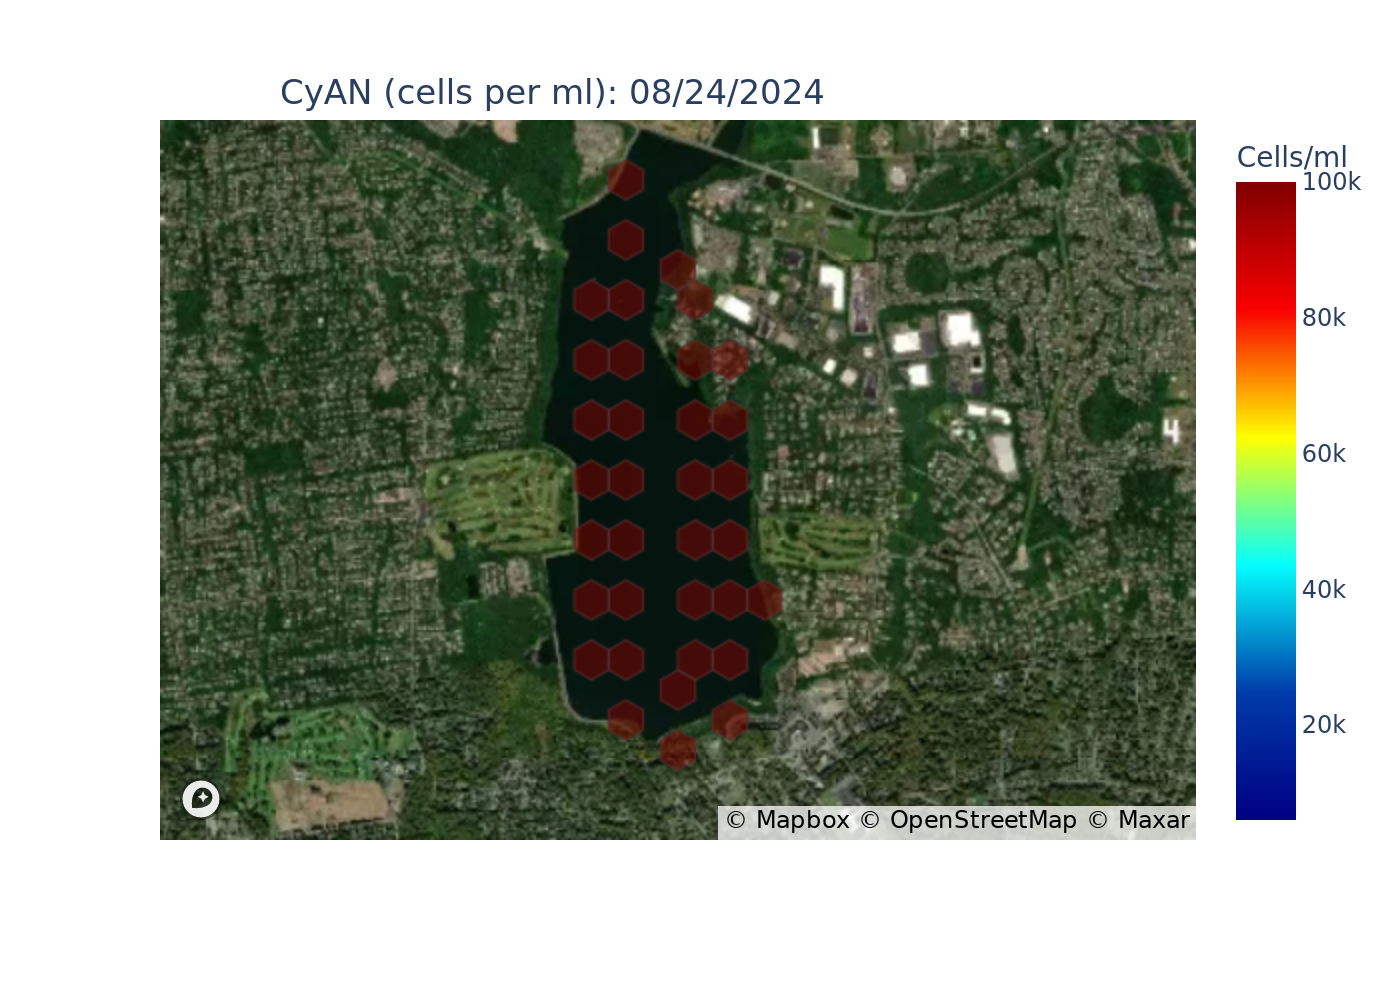 CyAN (cells per ml): 08/24/2024
Cells/ml
100k
80k
60k
40k
20k
© Mapbox © OpenStreetMap © Maxar